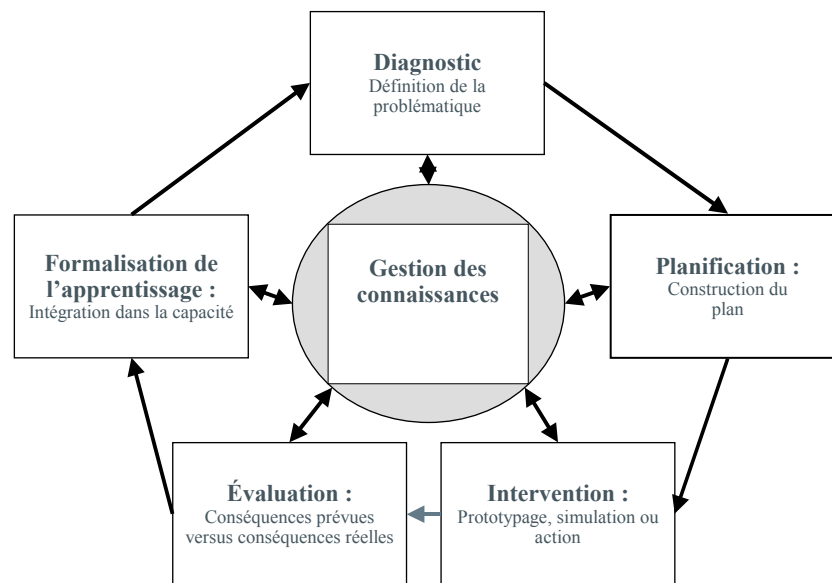 Diagnostic
Définition de la
problématique
Formalisation de
l’apprentissage :
Intégration dans la capacité
Gestion des
connaissances
Planification :
Construction du
plan
Évaluation :
Conséquences prévues
versus conséquences réelles
Intervention :
Prototypage, simulation ou
action